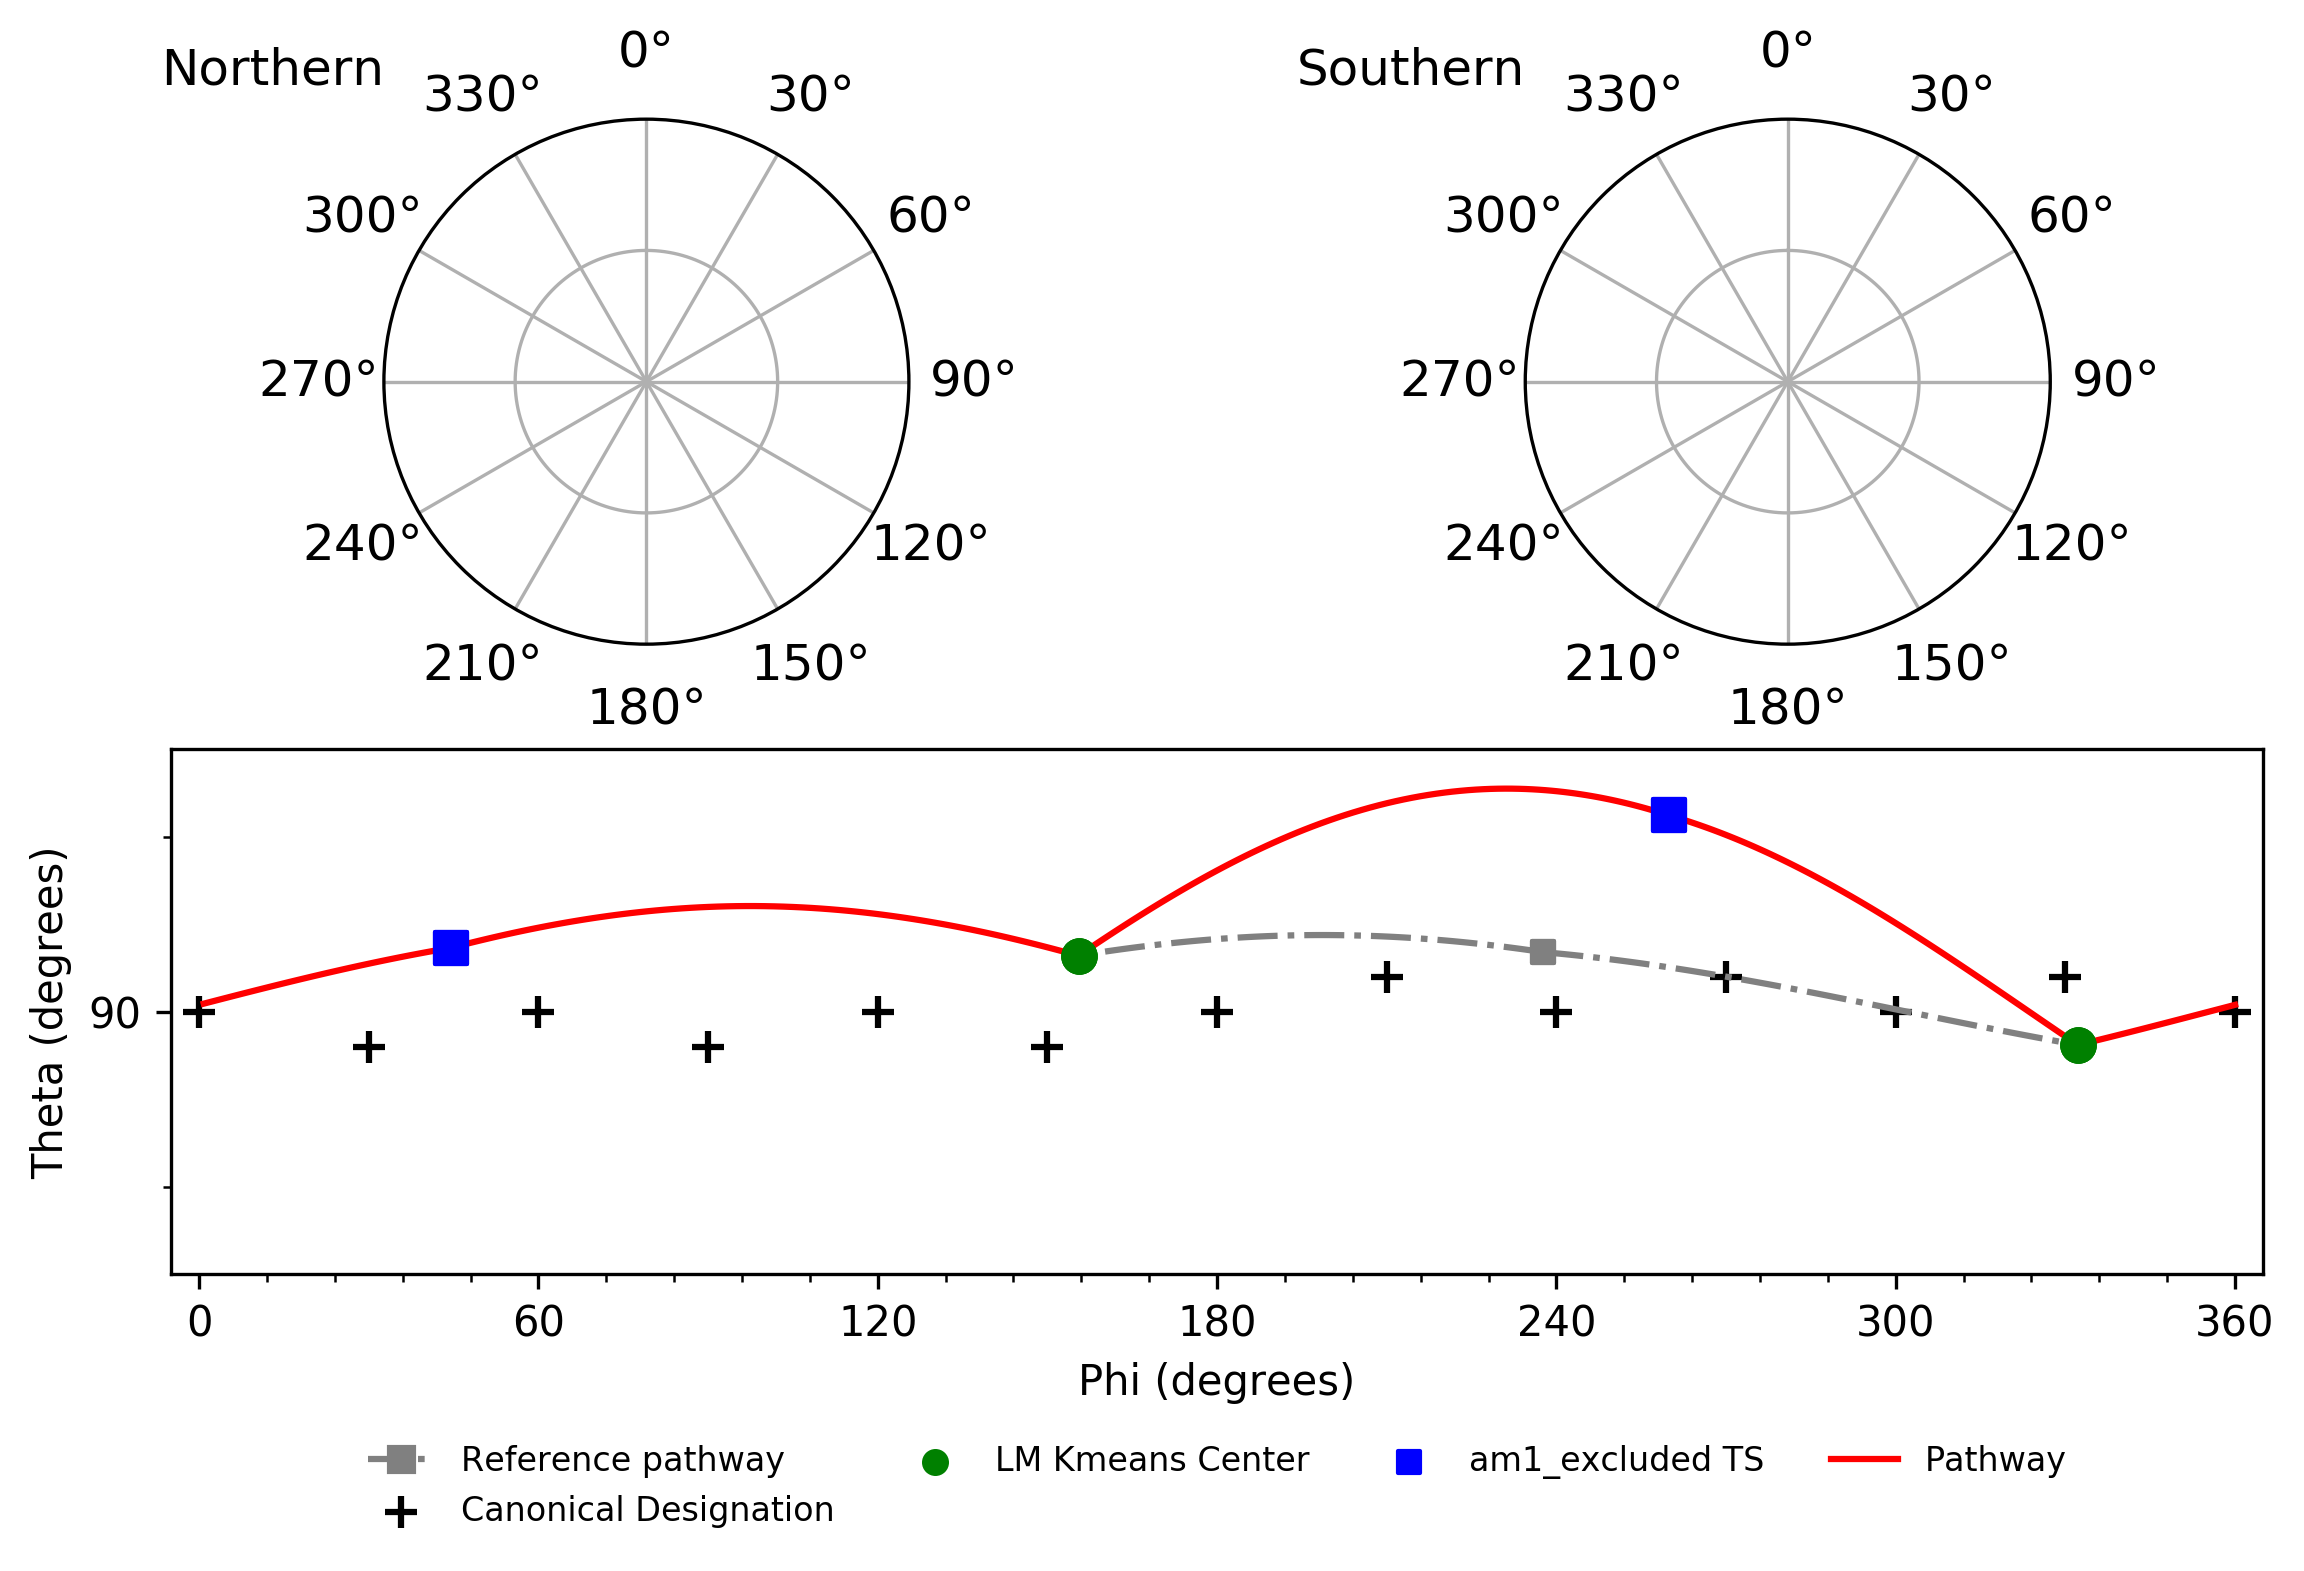 Northern
0°
30°
60°
90°
120°
150°
180°
210°
240°
270°
300°
330°
Southern
0°
30°
60°
90°
120°
150°
180°
210°
240°
270°
300°
330°
Theta (degrees)
90
0 60 120 180 240 300 360
Phi (degrees)
Reference pathway
Canonical Designation
LM Kmeans Center
am1_excluded TS
Pathway